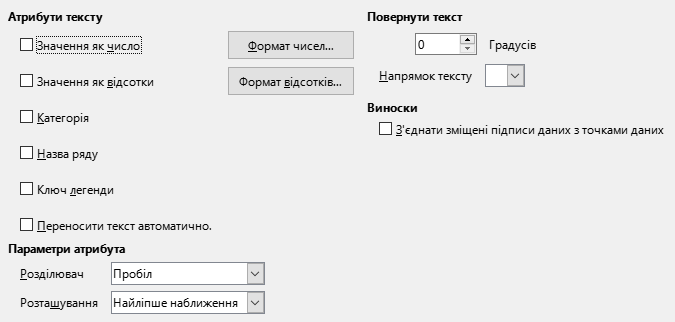 Атрибути тексту
Значення як число
Формат чисел...
Значення як відсотки
Формат відсотків...
Категорія
Назва ряду
Ключ легенди
Переносити текст автоматично.
Параметри атрибута
Розділювач
Пробіл
Розташування
Найліпше наближення
Повернути текст
0
Градусів
Напрямок тексту
Виноски
З'єднати зміщені підписи даних з точками даних